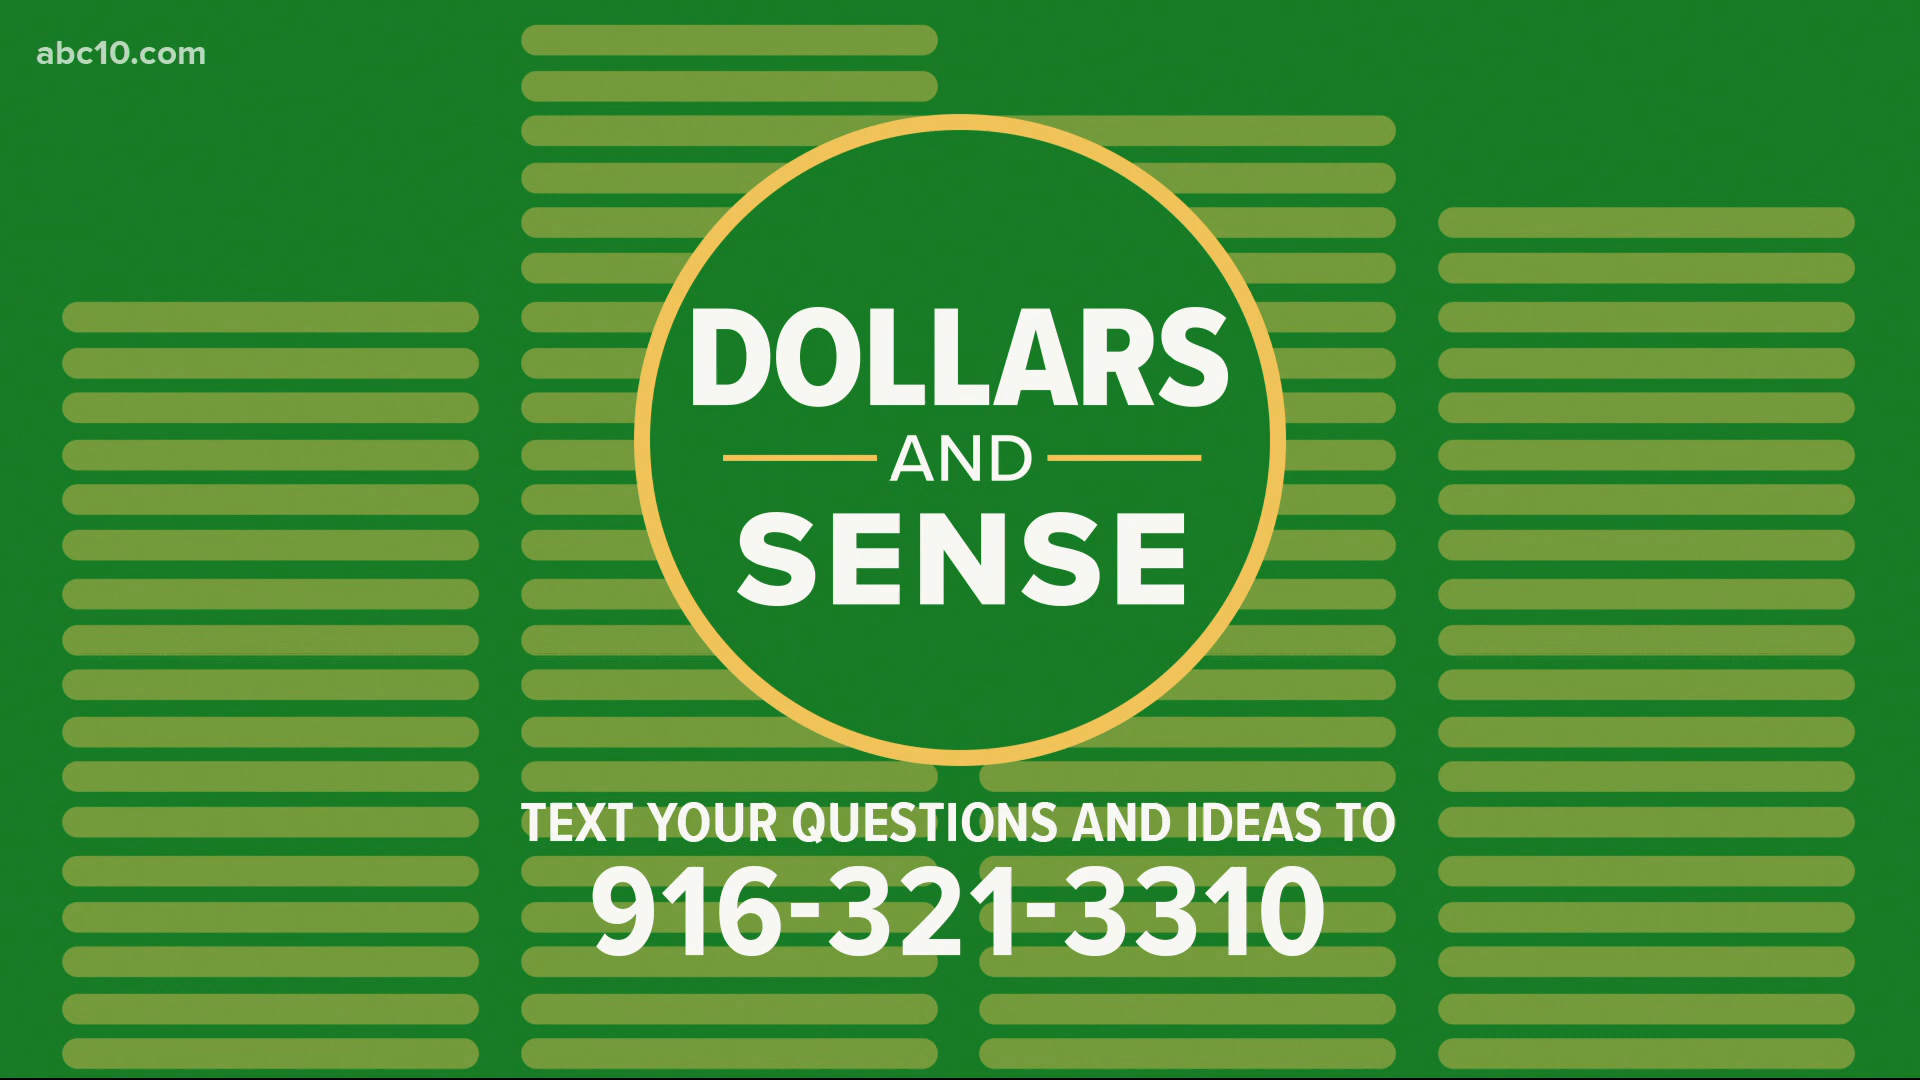 abc10.com
DOLLARS
AND
SENSE
TEXT YOUR QUESTIONS AND IDEAS TO
916-321-3310